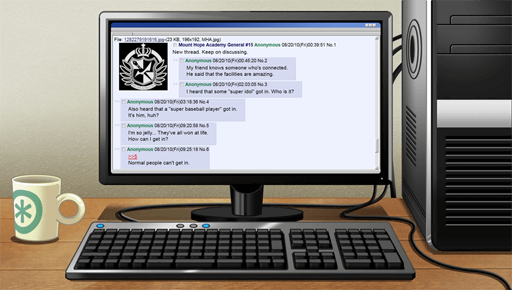 File: 1282279191616.jpg-(23 KB, 196x192, MHA.jpg)
Mount Hope Academy General #15 Anonymous 08/20/10(Fri)00:39:51 No.1
New thread. Keep on discussing.
Anonymous 08/20/10(Fri)00:45:20 No.2
My friend knows someone who's connected.
He said that the facilities are amazing.
Anonymous 08/20/10(Fri)02:03:05 No.3
I heard that some "super idol" got in. Who is it?
Anonymous 08/20/10(Fri)03:18:36 No.4
Also heard that a "super baseball player" got in.
It's him, huh?
Anonymous 08/20/10(Fri)09:20:58 No.5
I'm so jelly... They've all won at life.
How can I get in?
Anonymous 08/20/10(Fri)09:25:18 No.6
>>5
Normal people can't get in.